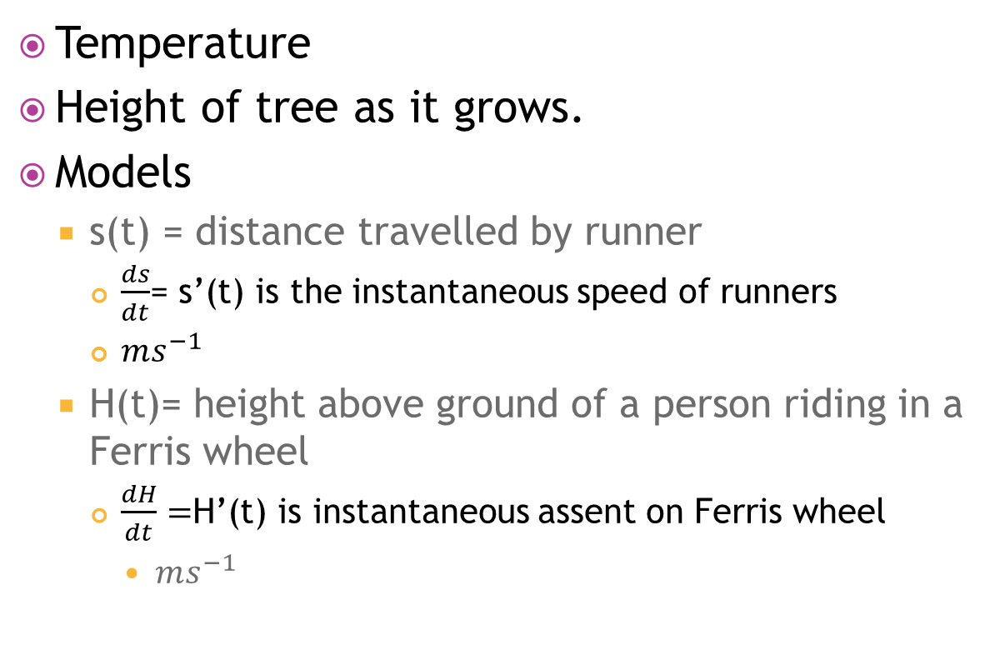 Temperature
Height of tree as it grows.
Models
s(t) = distance travelled by runner
ds/dt= s’(t) is the instantaneous speed of runners
ms⁻¹
H(t)= height above ground of a person riding in a
Ferris wheel
dH/dt =H’(t) is instantaneous assent on Ferris wheel
ms⁻¹